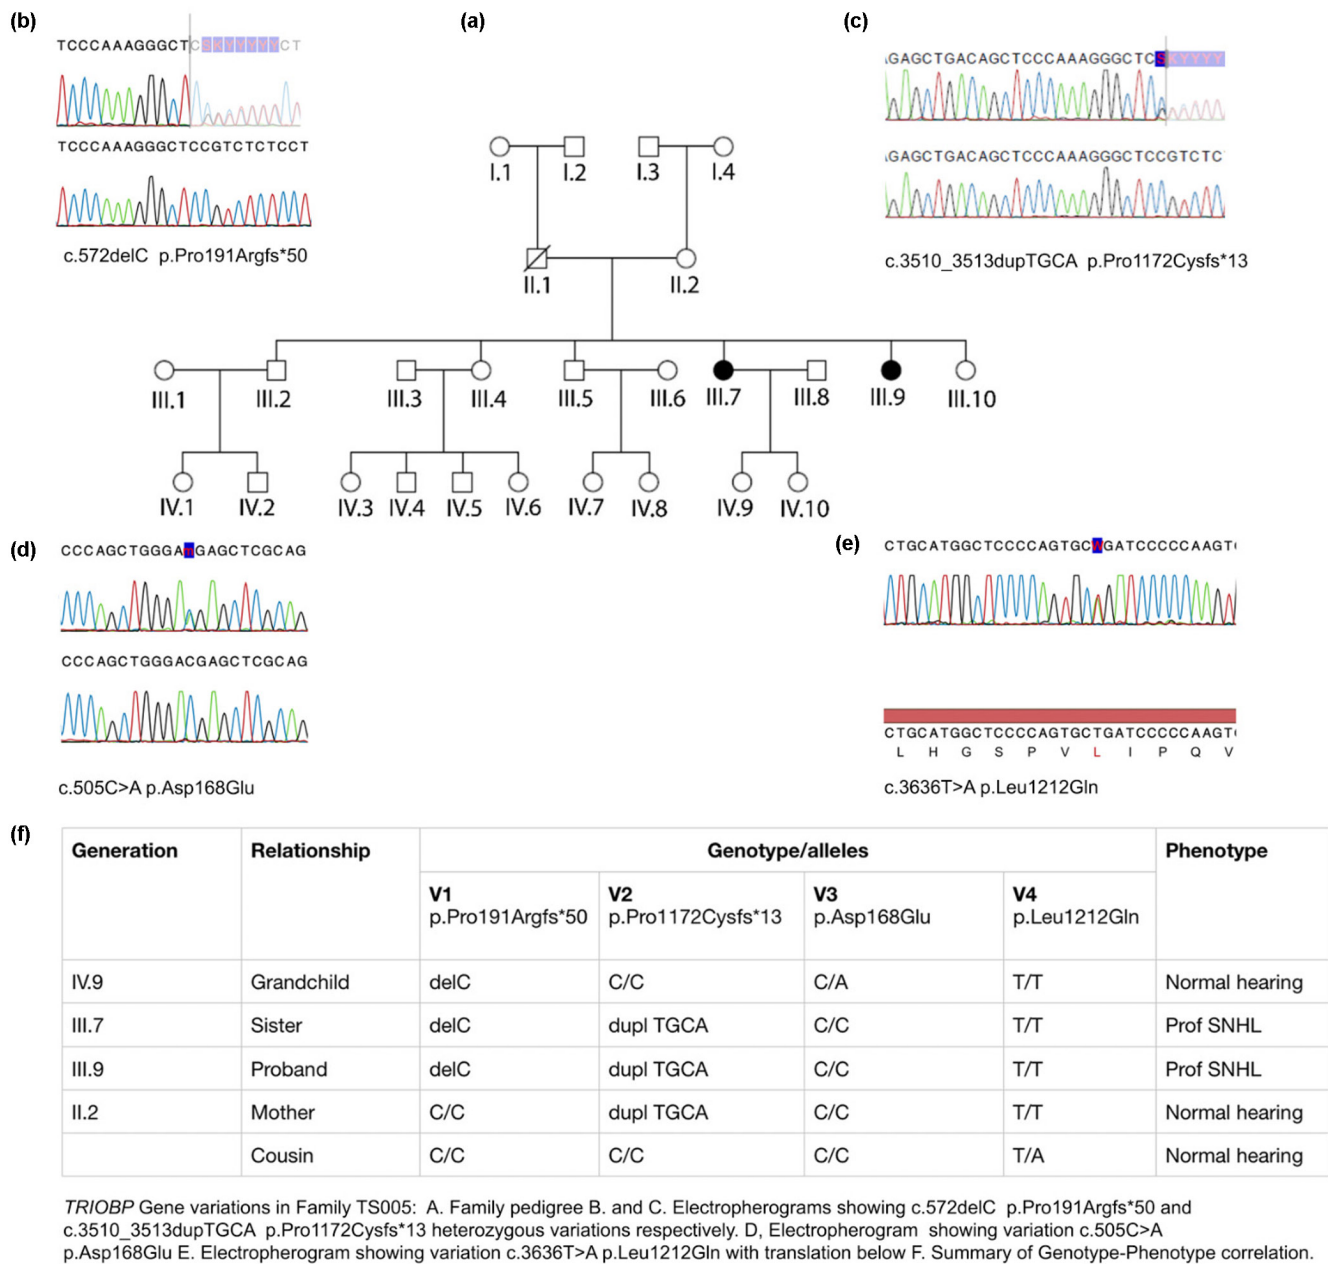 (b)
TCCCAAAGGGCTCSKYYYYYYCT
TCCCAAAGGGCTCCGTCTCTCCT
c.572delC p.Pro191Argfs*50
(a)
I.1
I.2
I.3
I.4
II.1
II.2
III.1
III.2
III.3
III.4
III.5
III.6
III.7
III.8
III.9
III.10
IV.1
IV.2
IV.3
IV.4
IV.5
IV.6
IV.7
IV.8
IV.9
IV.10
(c)
GAGCTGACAGCTCCCAAAGGGCTCSKYYYY
GAGCTGACAGCTCCCAAAGGGCTCCGTCTC
c.3510_3513dupTGCA p.Pro1172Cysfs*13
(d)
CCCAGCTGGGAmGAGCTCGCAG
CCCAGCTGGGACGAGCTCGCAG
c.505C>A p.Asp168Glu
(e)
CTGCATGGCTCCCCAGTGCWGATCCCCCAAGT
CTGCATGGCTCCCCAGTGCTGATCCCCCAAGT
L H G S P V L I P Q V
c.3636T>A p.Leu1212Gln
(f)
Generation Relationship Genotype/alleles Phenotype
V1 V2 V3 V4
p.Pro191Argfs*50 p.Pro1172Cysfs*13 p.Asp168Glu p.Leu1212Gln
IV.9 Grandchild delC C/C C/A T/T Normal hearing
III.7 Sister delC dupl TGCA C/C T/T Prof SNHL
III.9 Proband delC dupl TGCA C/C T/T Prof SNHL
II.2 Mother C/C dupl TGCA C/C T/T Normal hearing
Cousin C/C C/C C/C T/A Normal hearing
TRIOBP Gene variations in Family TS005: A. Family pedigree B. and C. Electropherograms showing c.572delC p.Pro191Argfs*50 and
c.3510_3513dupTGCA p.Pro1172Cysfs*13 heterozygous variations respectively. D, Electropherogram showing variation c.505C>A
p.Asp168Glu E. Electropherogram showing variation c.3636T>A p.Leu1212Gln with translation below F. Summary of Genotype-Phenotype correlation.